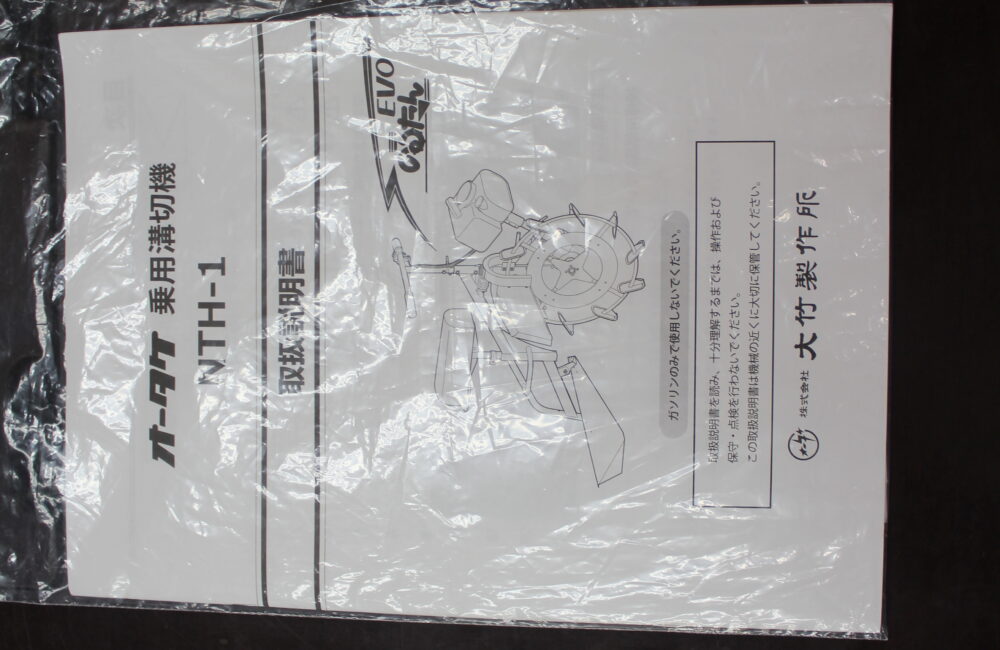 オータケ 乗用溝切機
NTH-1
取扱説明書
EVO
いるたん
ガソリンのみで使用しないでください。
取扱説明書を読み、十分理解するまでは、操作および
保守・点検を行わないでください。
この取扱説明書は機械の近くに大切に保管してください。
株式会社 大竹製作所